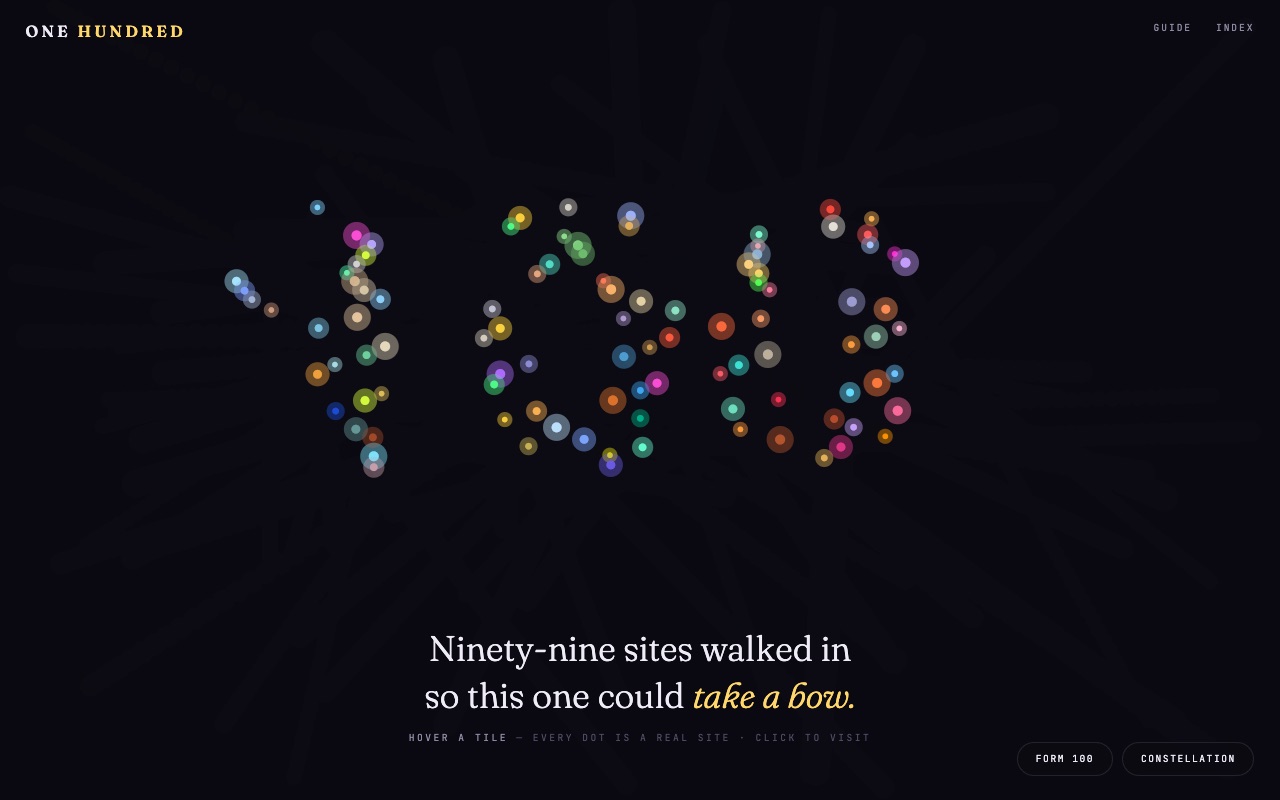 ONE HUNDRED
GUIDE INDEX
100
Ninety-nine sites walked in
so this one could take a bow.
HOVER A TILE — EVERY DOT IS A REAL SITE · CLICK TO VISIT
FORM 100 CONSTELLATION